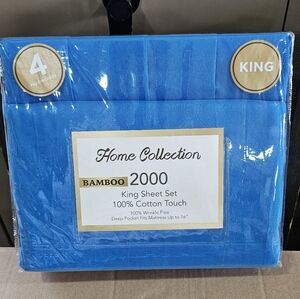 4
KING
Home Collection
BAMBOO 2000
King Sheet Set
100% Cotton Touch
100% Wrinkle Free
Deep Pocket Fits Mattress Up to 16"